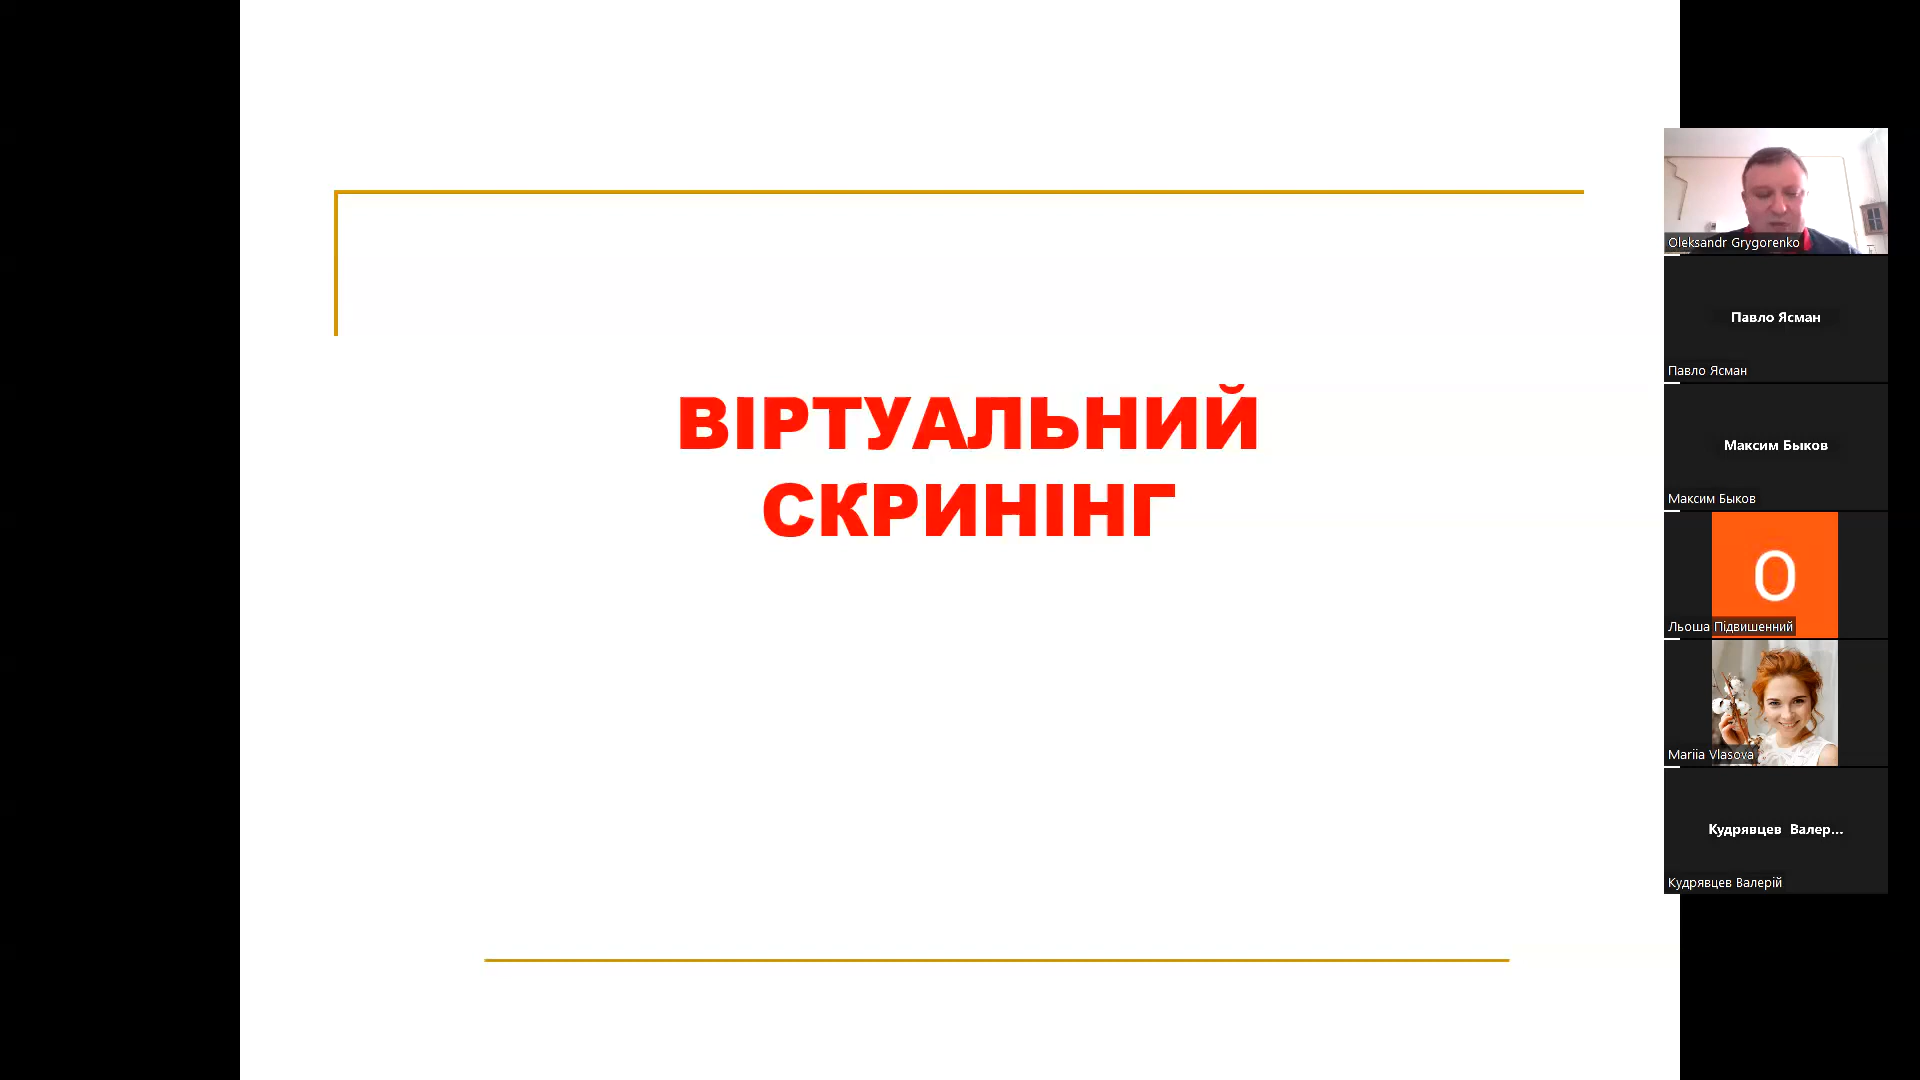 ВІРТУАЛЬНИЙ
СКРИНІНГ
Oleksandr Grygorenko
Павло Ясман
Павло Ясман
Максим Быков
Максим Быков
О
Льоша Підвишенний
Mariia Vlasova
Кудрявцев Валер...
Кудрявцев Валерій